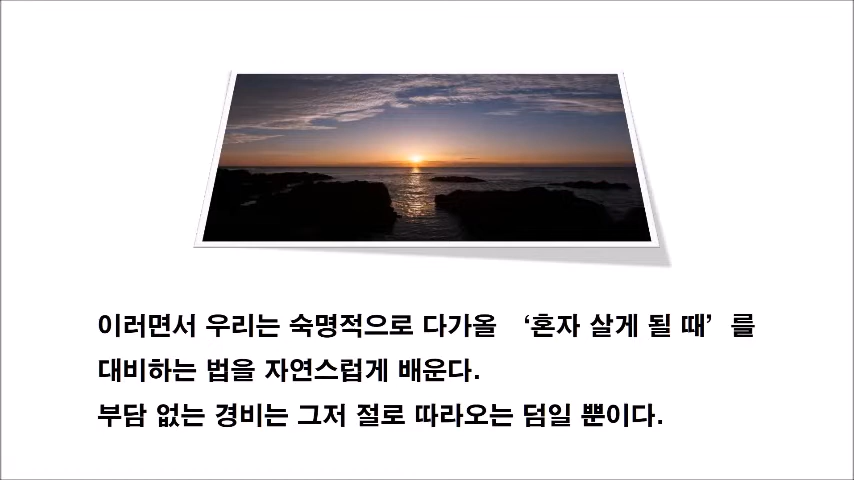 이러면서 우리는 숙명적으로 다가올 ‘혼자 살게 될 때’ 를
대비하는 법을 자연스럽게 배운다.
부담 없는 경비는 그저 절로 따라오는 덤일 뿐이다.